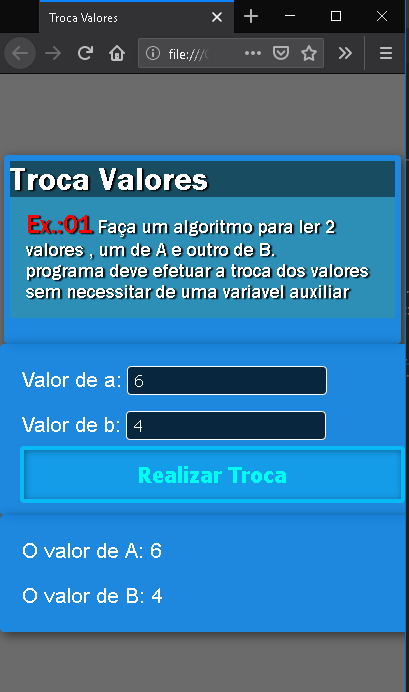 Troca Valores
file:///
Troca Valores
Ex.:01 Faça um algoritmo para ler 2
valores , um de A e outro de B.
programa deve efetuar a troca dos valores
sem necessitar de uma variavel auxiliar
Valor de a: 6
Valor de b: 4
Realizar Troca
O valor de A: 6
O valor de B: 4